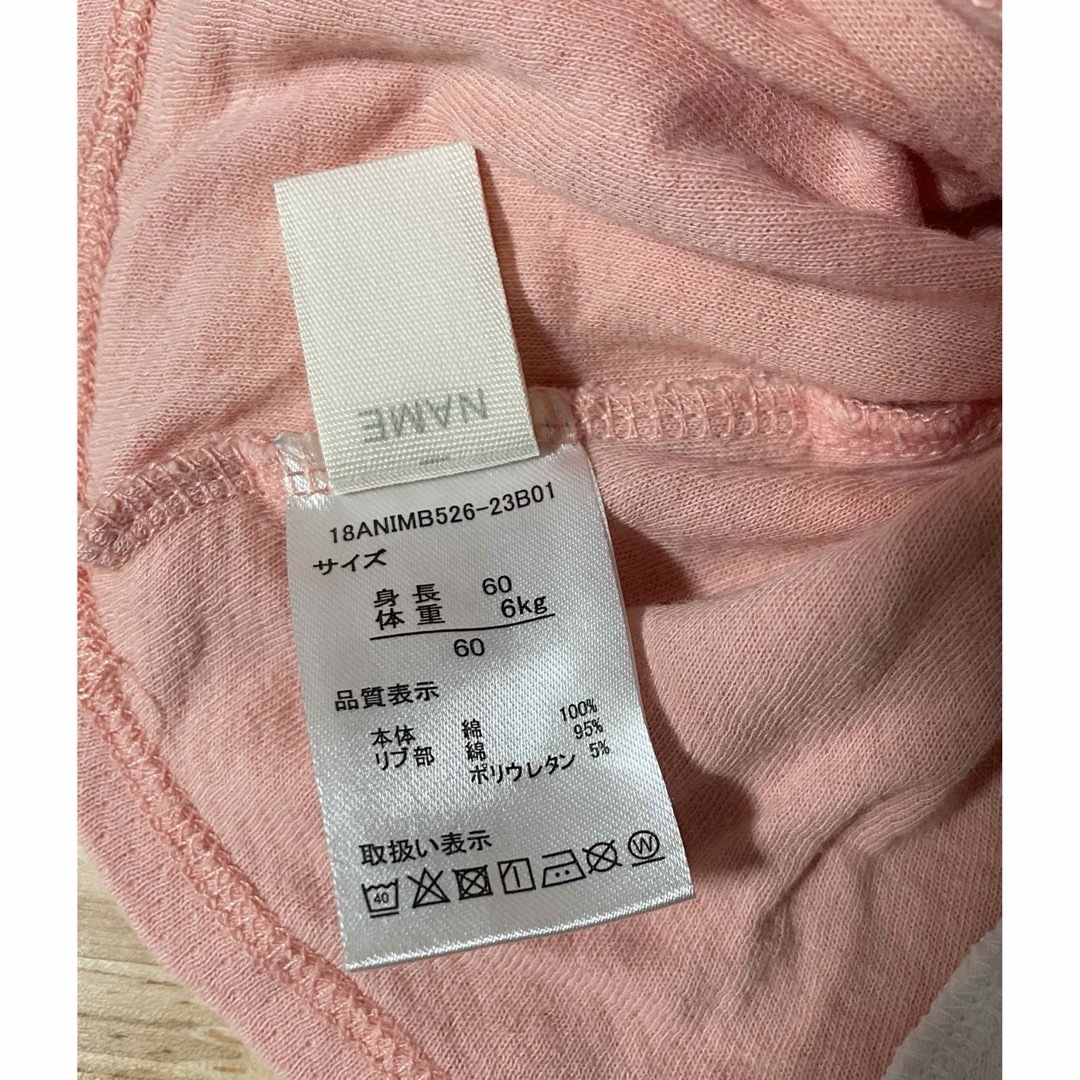 NAME
18ANIMB526-23B01
サイズ
身長 60
体重 6kg
60
品質表示
本体 綿 100%
リブ部 綿 95%
ポリウレタン 5%
取扱い表示
40 W